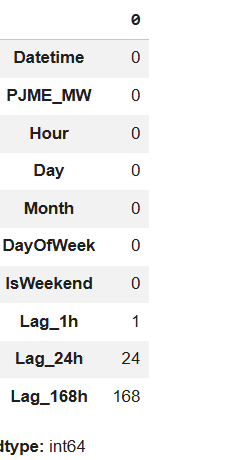 0
Datetime 0
PJME_MW 0
Hour 0
Day 0
Month 0
DayOfWeek 0
IsWeekend 0
Lag_1h 1
Lag_24h 24
Lag_168h 168
dtype: int64